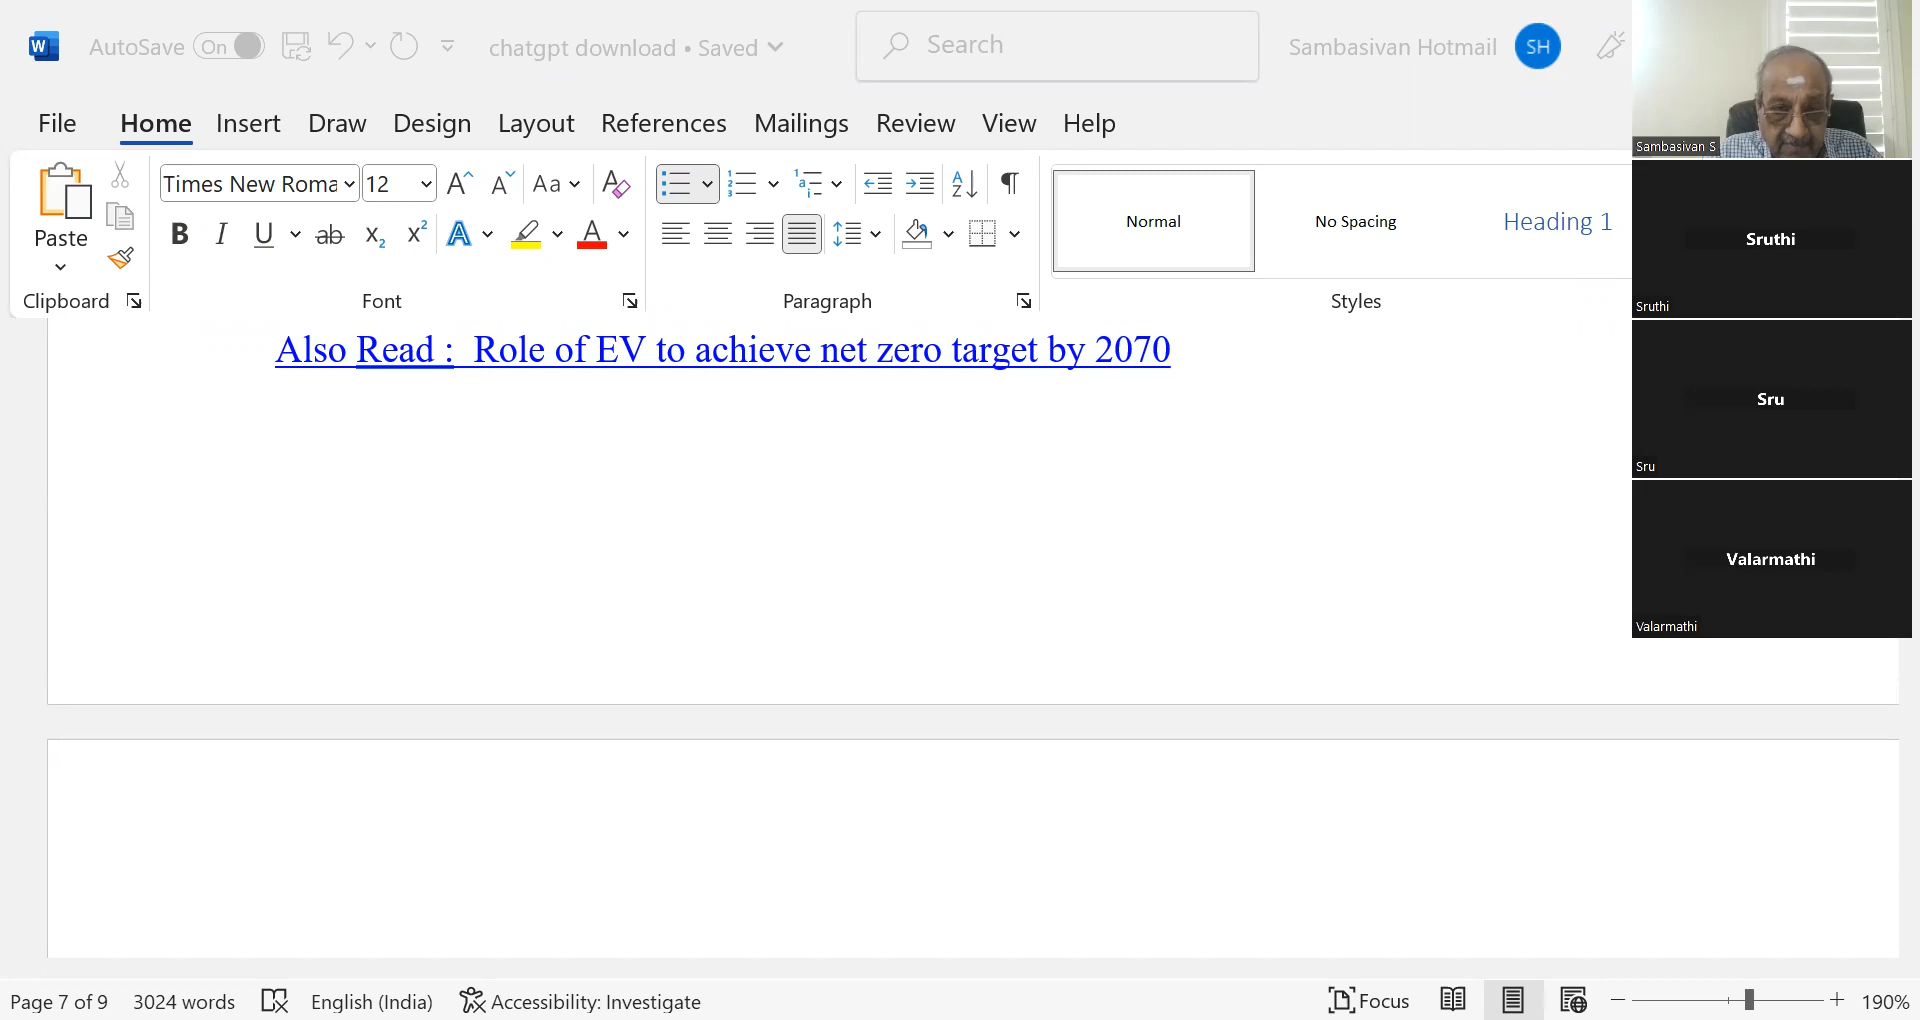 AutoSave On chatgpt download • Saved Search Sambasivan Hotmail SH
File Home Insert Draw Design Layout References Mailings Review View Help
Times New Roma 12 Aa
Paste B I U ab
Normal No Spacing Heading 1
Clipboard Font Paragraph Styles
Also Read : Role of EV to achieve net zero target by 2070
Sambasivan S
Sruthi
Sruthi
Sru
Sru
Valarmathi
Valarmathi
Page 7 of 9 3024 words English (India) Accessibility: Investigate Focus 190%